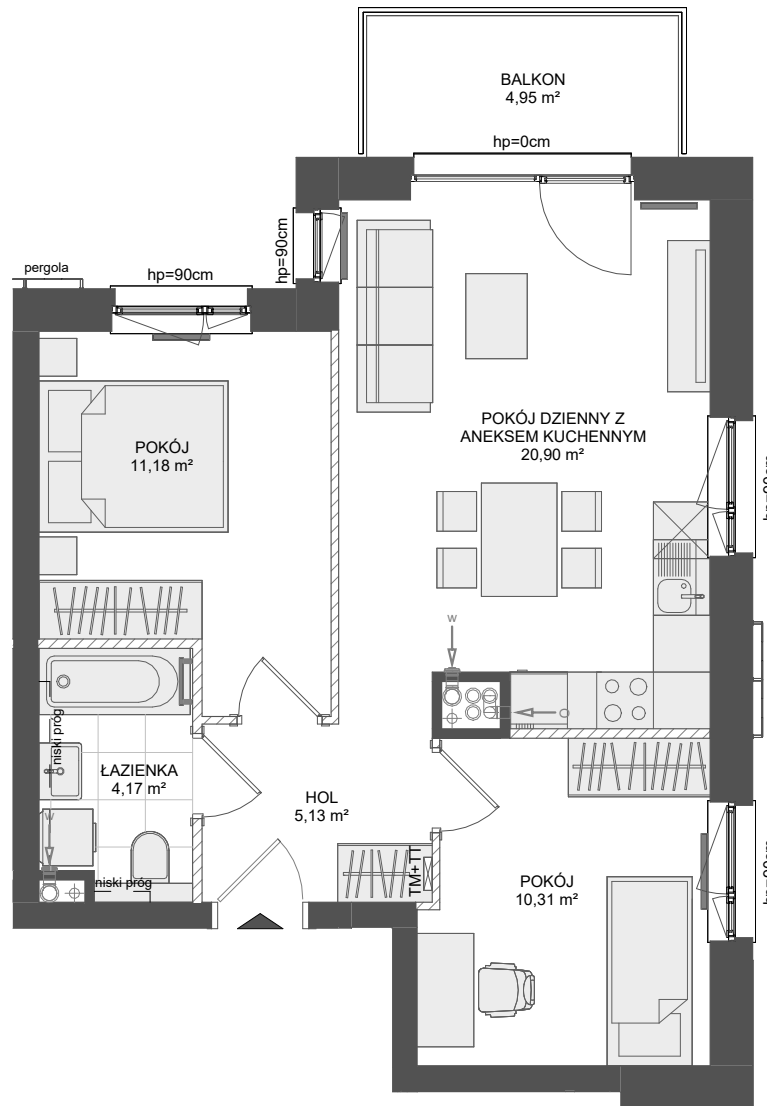 BALKON
4,95 m²
hp=0cm
pergola
hp=90cm
hp=90cm
POKÓJ DZIENNY Z
ANEKSEM KUCHENNYM
20,90 m²
POKÓJ
11,18 m²
W
niski próg
ŁAZIENKA
4,17 m²
HOL
5,13 m²
W
niski próg
TM+TT
POKÓJ
10,31 m²
O